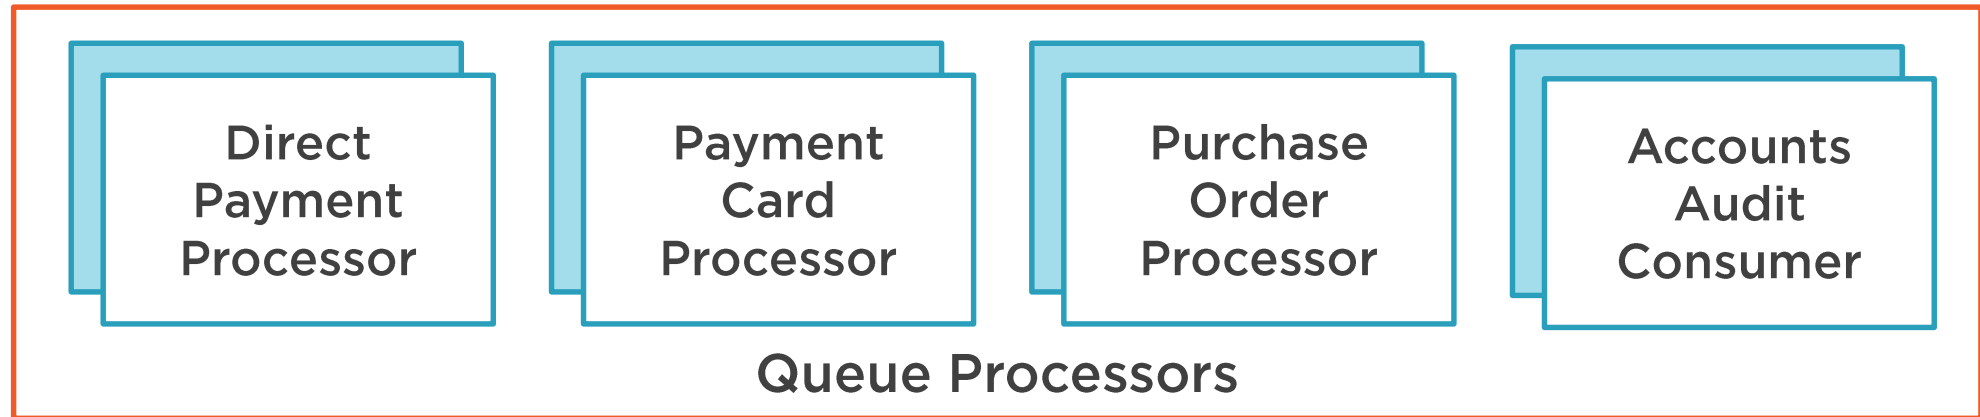 Direct
Payment
Processor
Payment
Card
Processor
Purchase
Order
Processor
Accounts
Audit
Consumer
Queue Processors